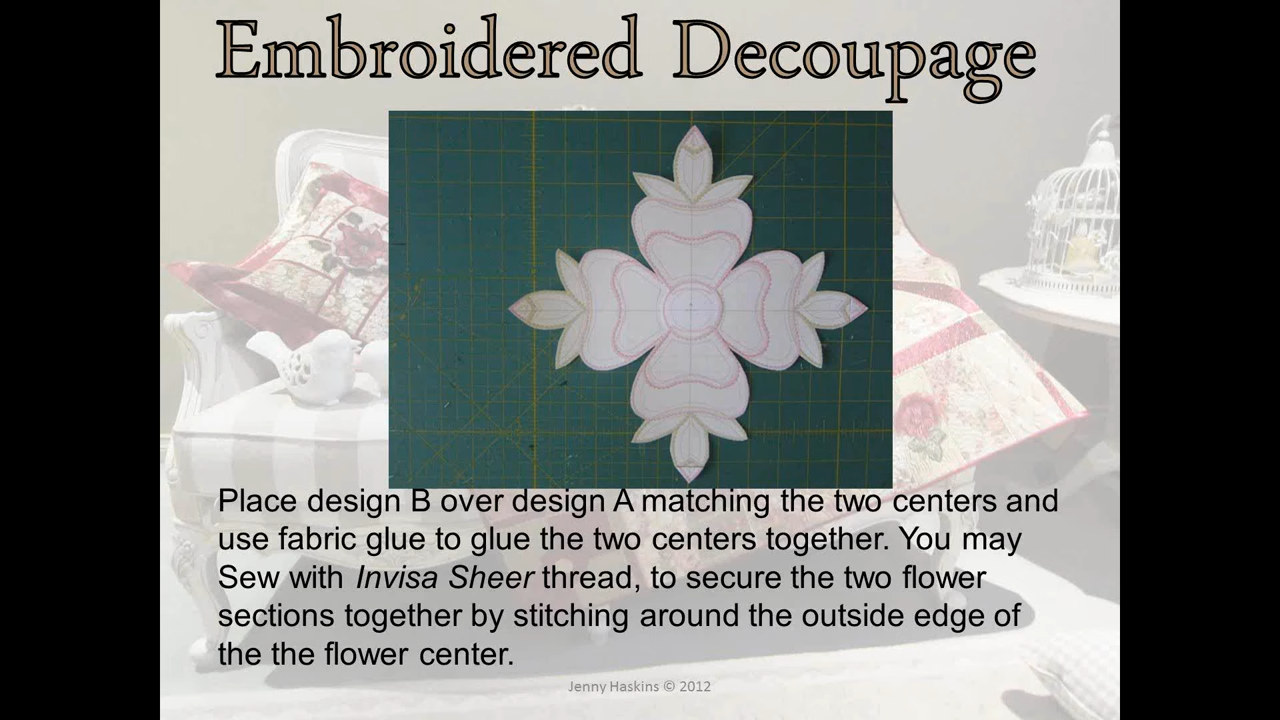 Embroidered Decoupage
Place design B over design A matching the two centers and
use fabric glue to glue the two centers together. You may
Sew with Invisa Sheer thread, to secure the two flower
sections together by stitching around the outside edge of
the the flower center.
Jenny Haskins © 2012